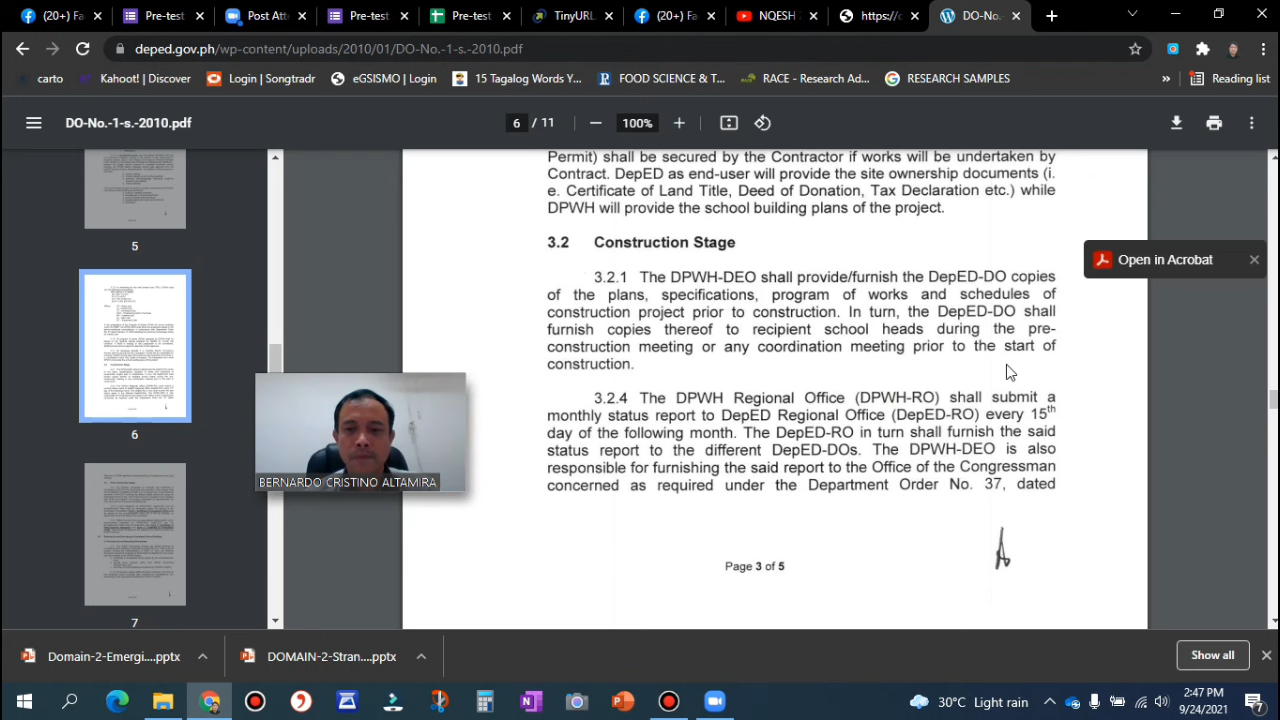 (20+) Fa
Pre-test
Post Atte
Pre-test
Pre-test
TinyURL.
(20+) Fa
NQESH
https://c
DO-No.
deped.gov.ph/wp-content/uploads/2010/01/DO-No.-1-s.-2010.pdf
carto
Kahoot! | Discover
Login | Songtradr
eGSISMO | Login
15 Tagalog Words Y...
FOOD SCIENCE & T...
RACE - Research Ad...
RESEARCH SAMPLES
»
Reading list
DO-No.-1-s.-2010.pdf
6 / 11
100%
5
6
7
Permit) shall be secured by the Contractor if works will be undertaken by
Contract. DepED as end-user will provide the site ownership documents (i.
e. Certificate of Land Title, Deed of Donation, Tax Declaration etc.) while
DPWH will provide the school building plans of the project.
3.2 Construction Stage
3.2.1 The DPWH-DEO shall provide/furnish the DepED-DO copies
of the plans, specifications, program of works and schedules of
construction project prior to construction. In turn, the DepED-DO shall
furnish copies thereof to recipient school heads during the pre-
construction meeting or any coordination meeting prior to the start of
construction.
3.2.4 The DPWH Regional Office (DPWH-RO) shall submit a
monthly status report to DepED Regional Office (DepED-RO) every 15th
day of the following month. The DepED-RO in turn shall furnish the said
status report to the different DepED-DOs. The DPWH-DEO is also
responsible for furnishing the said report to the Office of the Congressman
concerned as required under the Department Order No. 37, dated
Page 3 of 5
Open in Acrobat
BERNARDO CRISTINO ALTAMIRA
Domain-2-Emergi....pptx
DOMAIN-2-Stran....pptx
Show all
30°C Light rain
2:47 PM
9/24/2021